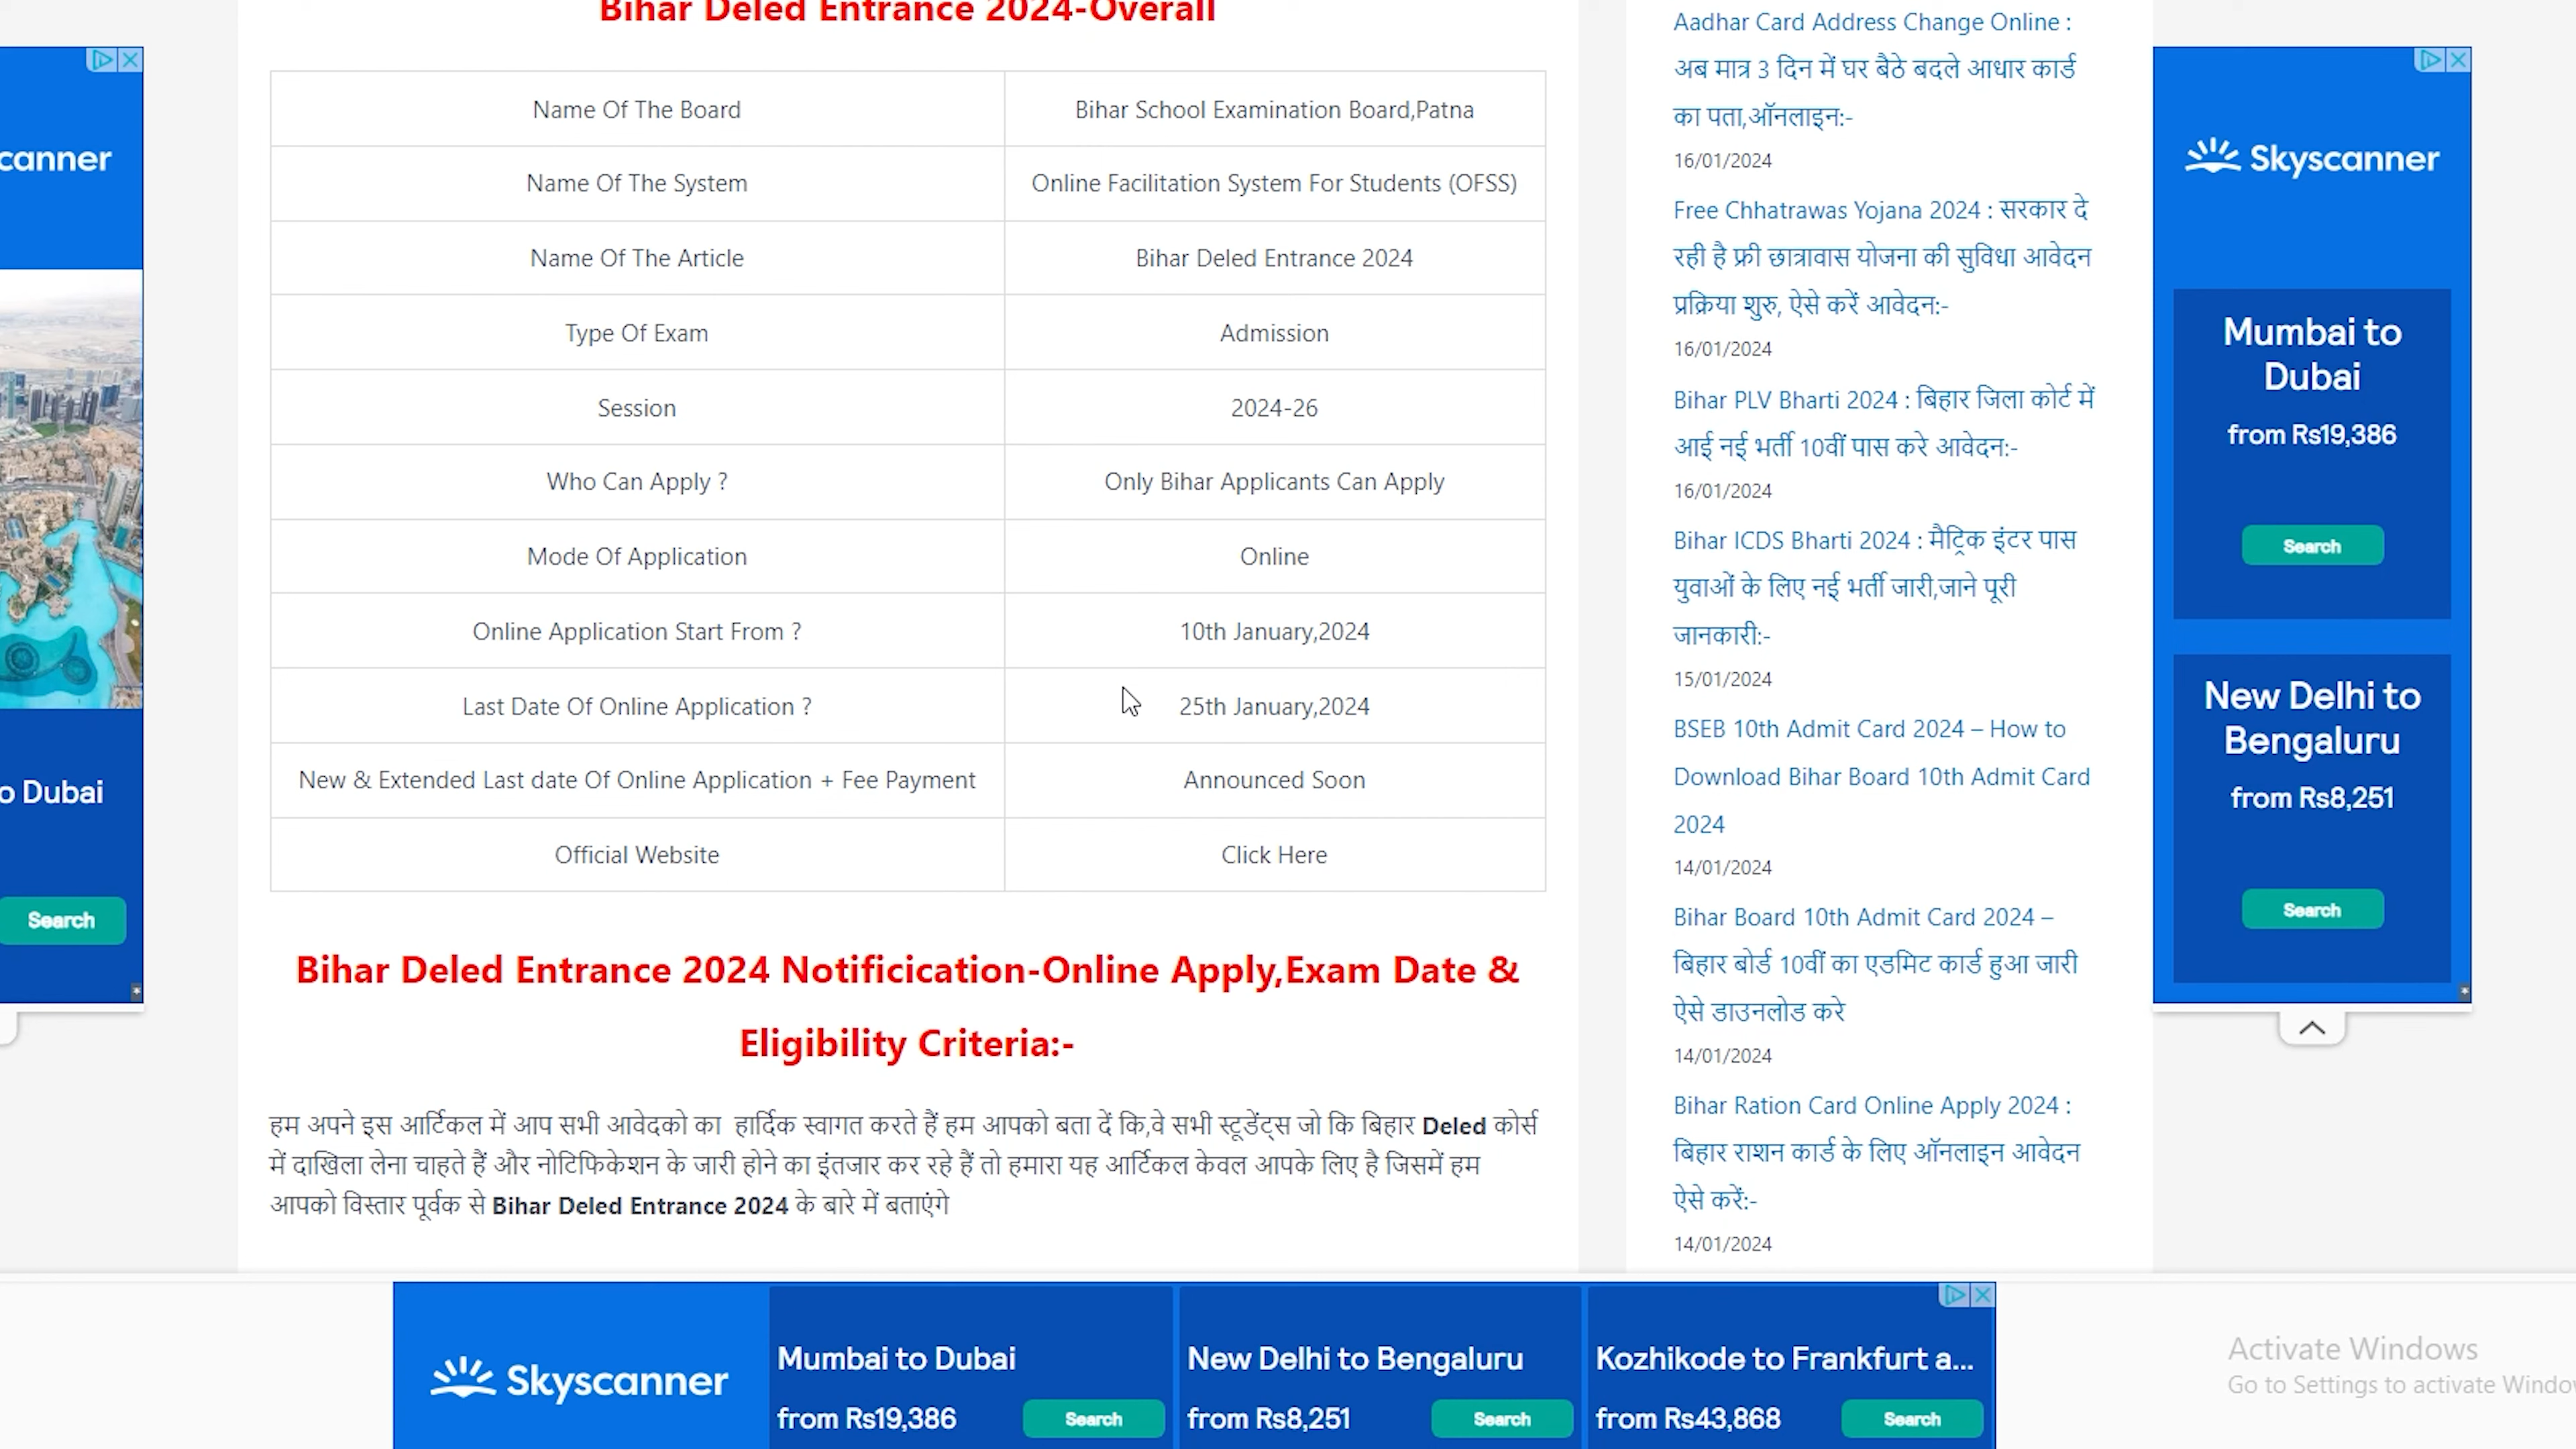 Bihar Deled Entrance 2024-Overall
Name Of The Board
Bihar School Examination Board,Patna
Name Of The System
Online Facilitation System For Students (OFSS)
Name Of The Article
Bihar Deled Entrance 2024
Type Of Exam
Admission
Session
2024-26
Who Can Apply ?
Only Bihar Applicants Can Apply
Mode Of Application
Online
Online Application Start From ?
10th January,2024
Last Date Of Online Application ?
25th January,2024
New & Extended Last date Of Online Application + Fee Payment
Announced Soon
Official Website
Click Here
Bihar Deled Entrance 2024 Notificication-Online Apply,Exam Date &
Eligibility Criteria:-
हम अपने इस आर्टिकल में आप सभी आवेदको का हार्दिक स्वागत करते हैं हम आपको बता दें कि,वे सभी स्टूडेंट्स जो कि बिहार Deled कोर्स
में दाखिला लेना चाहते हैं और नोटिफिकेशन के जारी होने का इंतजार कर रहे हैं तो हमारा यह आर्टिकल केवल आपके लिए है जिसमें हम
आपको विस्तार पूर्वक से Bihar Deled Entrance 2024 के बारे में बताएंगे
Aadhar Card Address Change Online :
अब मात्र 3 दिन में घर बैठे बदले आधार कार्ड
का पता,ऑनलाइन:-
16/01/2024
Free Chhatrawas Yojana 2024 : सरकार दे
रही है फ्री छात्रावास योजना की सुविधा आवेदन
प्रक्रिया शुरु, ऐसे करें आवेदन:-
16/01/2024
Bihar PLV Bharti 2024 : बिहार जिला कोर्ट में
आई नई भर्ती 10वीं पास करे आवेदन:-
16/01/2024
Bihar ICDS Bharti 2024 : मैट्रिक इंटर पास
युवाओं के लिए नई भर्ती जारी,जाने पूरी
जानकारी:-
15/01/2024
BSEB 10th Admit Card 2024 – How to
Download Bihar Board 10th Admit Card
2024
14/01/2024
Bihar Board 10th Admit Card 2024 –
बिहार बोर्ड 10वीं का एडमिट कार्ड हुआ जारी
ऐसे डाउनलोड करे
14/01/2024
Bihar Ration Card Online Apply 2024 :
बिहार राशन कार्ड के लिए ऑनलाइन आवेदन
ऐसे करें:-
14/01/2024
canner
o Dubai
Search
Skyscanner
Mumbai to
Dubai
from Rs19,386
Search
New Delhi to
Bengaluru
from Rs8,251
Search
Skyscanner
Mumbai to Dubai
from Rs19,386
Search
New Delhi to Bengaluru
from Rs8,251
Search
Kozhikode to Frankfurt a...
from Rs43,868
Search
Activate Windows
Go to Settings to activate Window